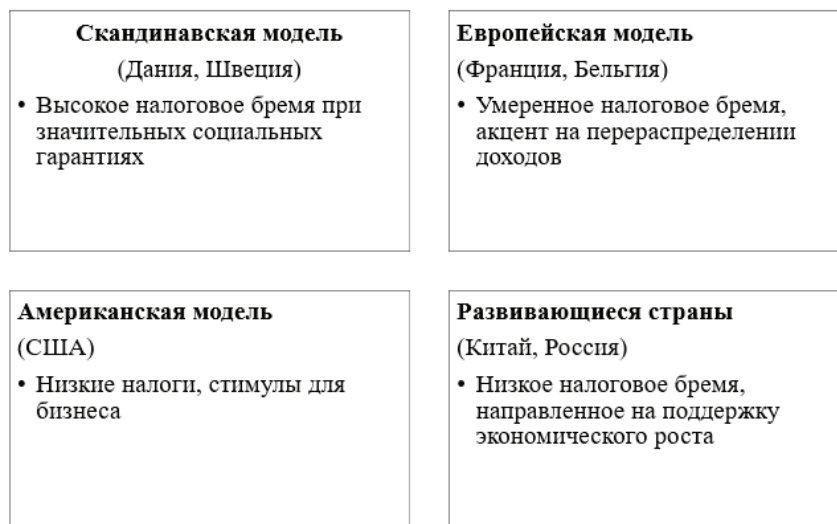 Скандинавская модель
(Дания, Швеция)
• Высокое налоговое бремя при
значительных социальных
гарантиях
Европейская модель
(Франция, Бельгия)
• Умеренное налоговое бремя,
акцент на перераспределении
доходов
Американская модель
(США)
• Низкие налоги, стимулы для
бизнеса
Развивающиеся страны
(Китай, Россия)
• Низкое налоговое бремя,
направленное на поддержку
экономического роста